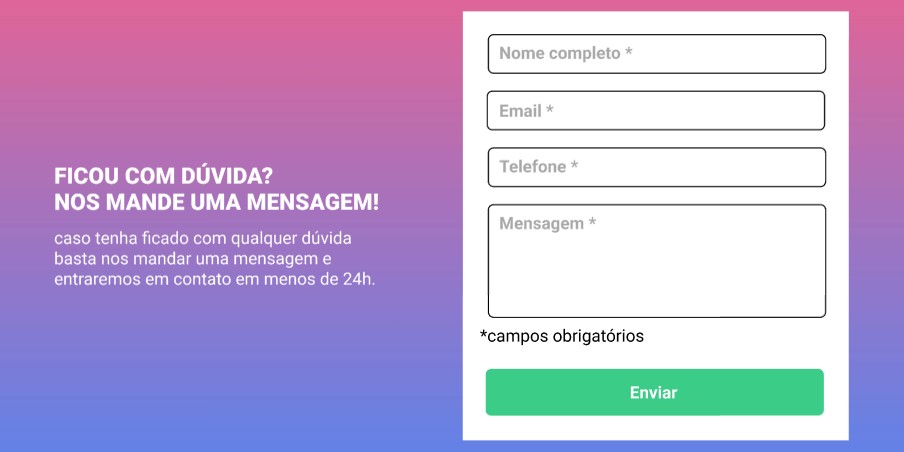 FICOU COM DÚVIDA?
NOS MANDE UMA MENSAGEM!
caso tenha ficado com qualquer dúvida
basta nos mandar uma mensagem e
entraremos em contato em menos de 24h.
Nome completo *
Email *
Telefone *
Mensagem *
*campos obrigatórios
Enviar